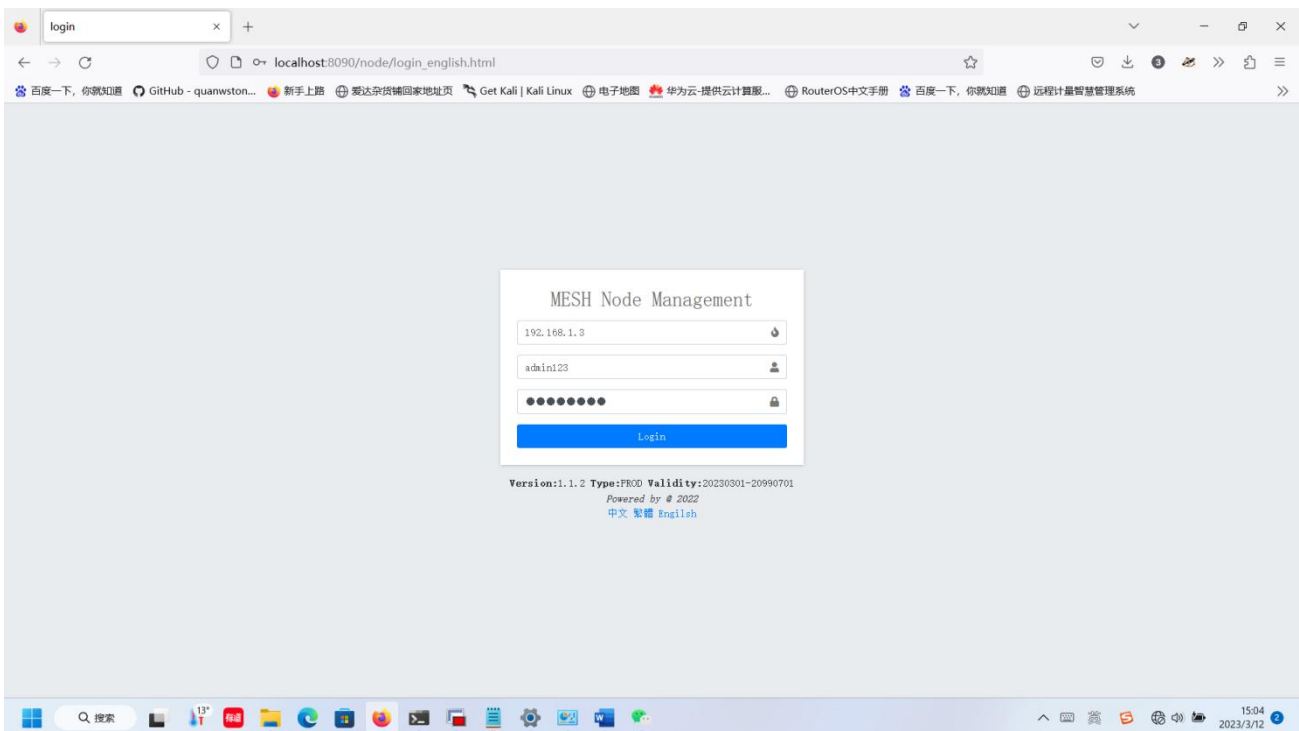 login
localhost:8090/node/login_english.html
3
百度一下，你就知道 GitHub - quanwston... 新手上路 爱达杂货铺回家地址页 Get Kali | Kali Linux 电子地图 华为云-提供云计算服... RouterOS中文手册 百度一下，你就知道 远程计量智慧管理系统
MESH Node Management
192.168.1.3
admin123
Login
Version:1.1.2 Type:PROD Validity:20230301-20990701
Powered by @ 2022
中文 繁體 Engilsh
搜索
13°
有道
英
15:04
2023/3/12
2